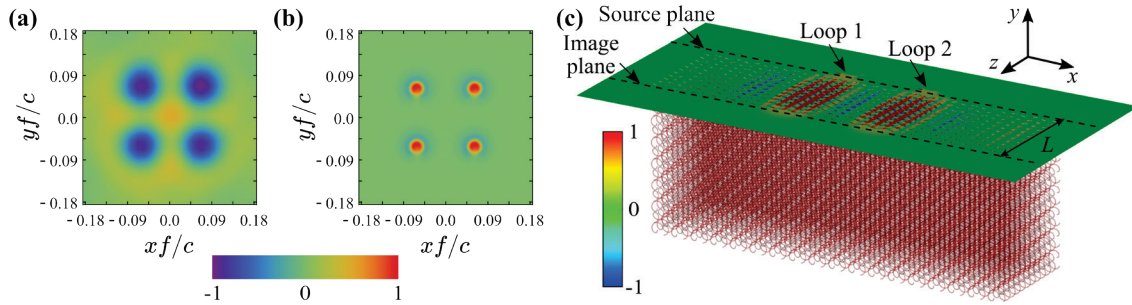 (a)
0.18
0.09
0.0
-0.09
-0.18
yf/c
-0.18 -0.09 0.0 0.09 0.18
xf/c
(b)
0.18
0.09
0.0
-0.09
-0.18
yf/c
-0.18 -0.09 0.0 0.09 0.18
xf/c
-1 0 1
(c)
Source plane
Image
plane
Loop 1
Loop 2
y
z
x
L
1
0
-1